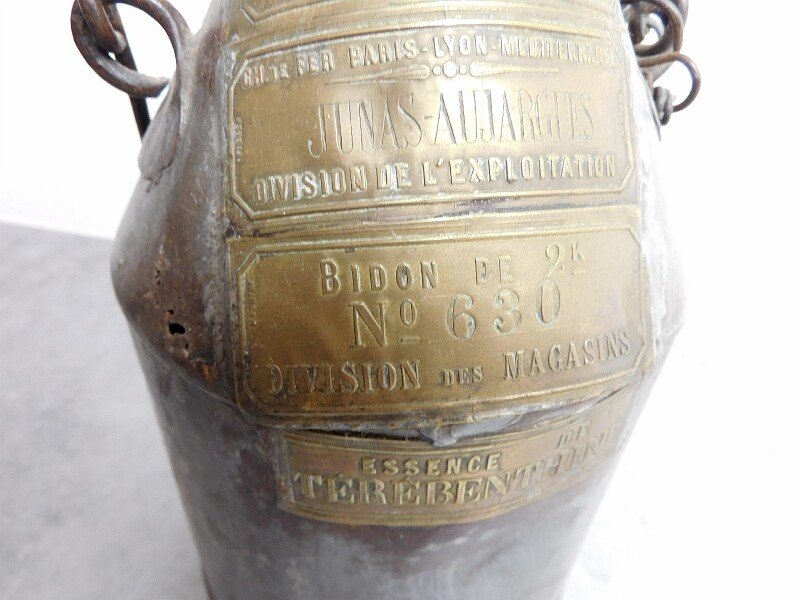 CH. DE FER PARIS-LYON-MÉDITERRANÉE
JUNAS-AUJARGUES
DIVISION DE L'EXPLOITATION
BIDON DE 2K
No 630
DIVISION DES MAGASINS
ESSENCE DE
TÉRÉBENTHINE